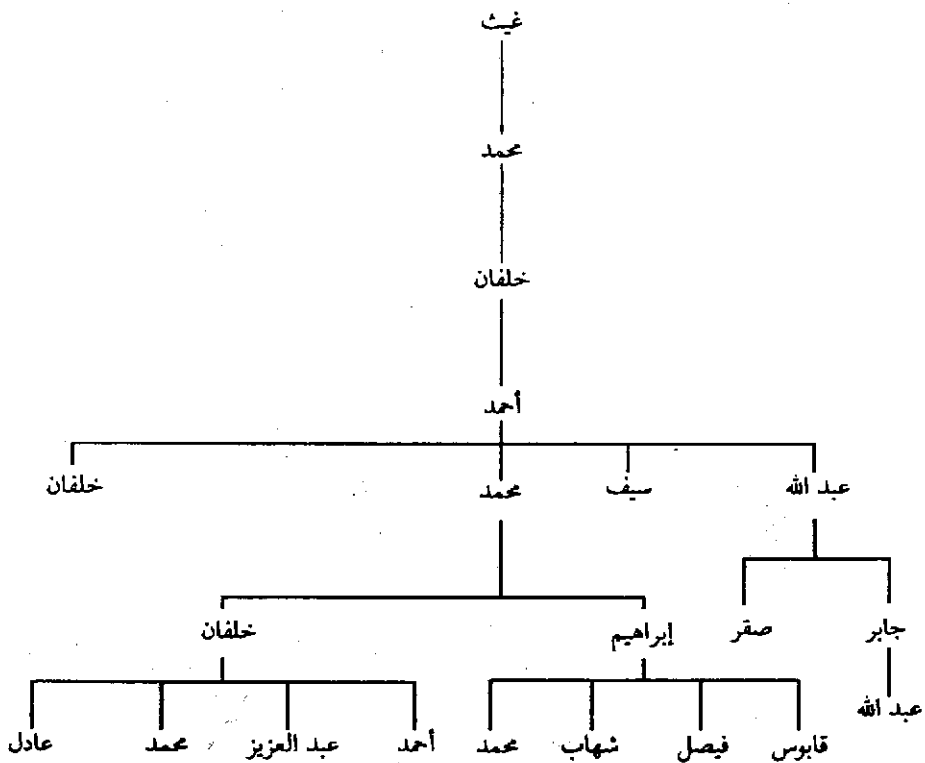 غيث
محمد
خلفان
أحمد
عبد الله سيف محمد خلفان
جابر صقر إبراهيم خلفان
عبد الله
قابوس فيصل شهاب محمد أحمد عبد العزيز محمد عادل